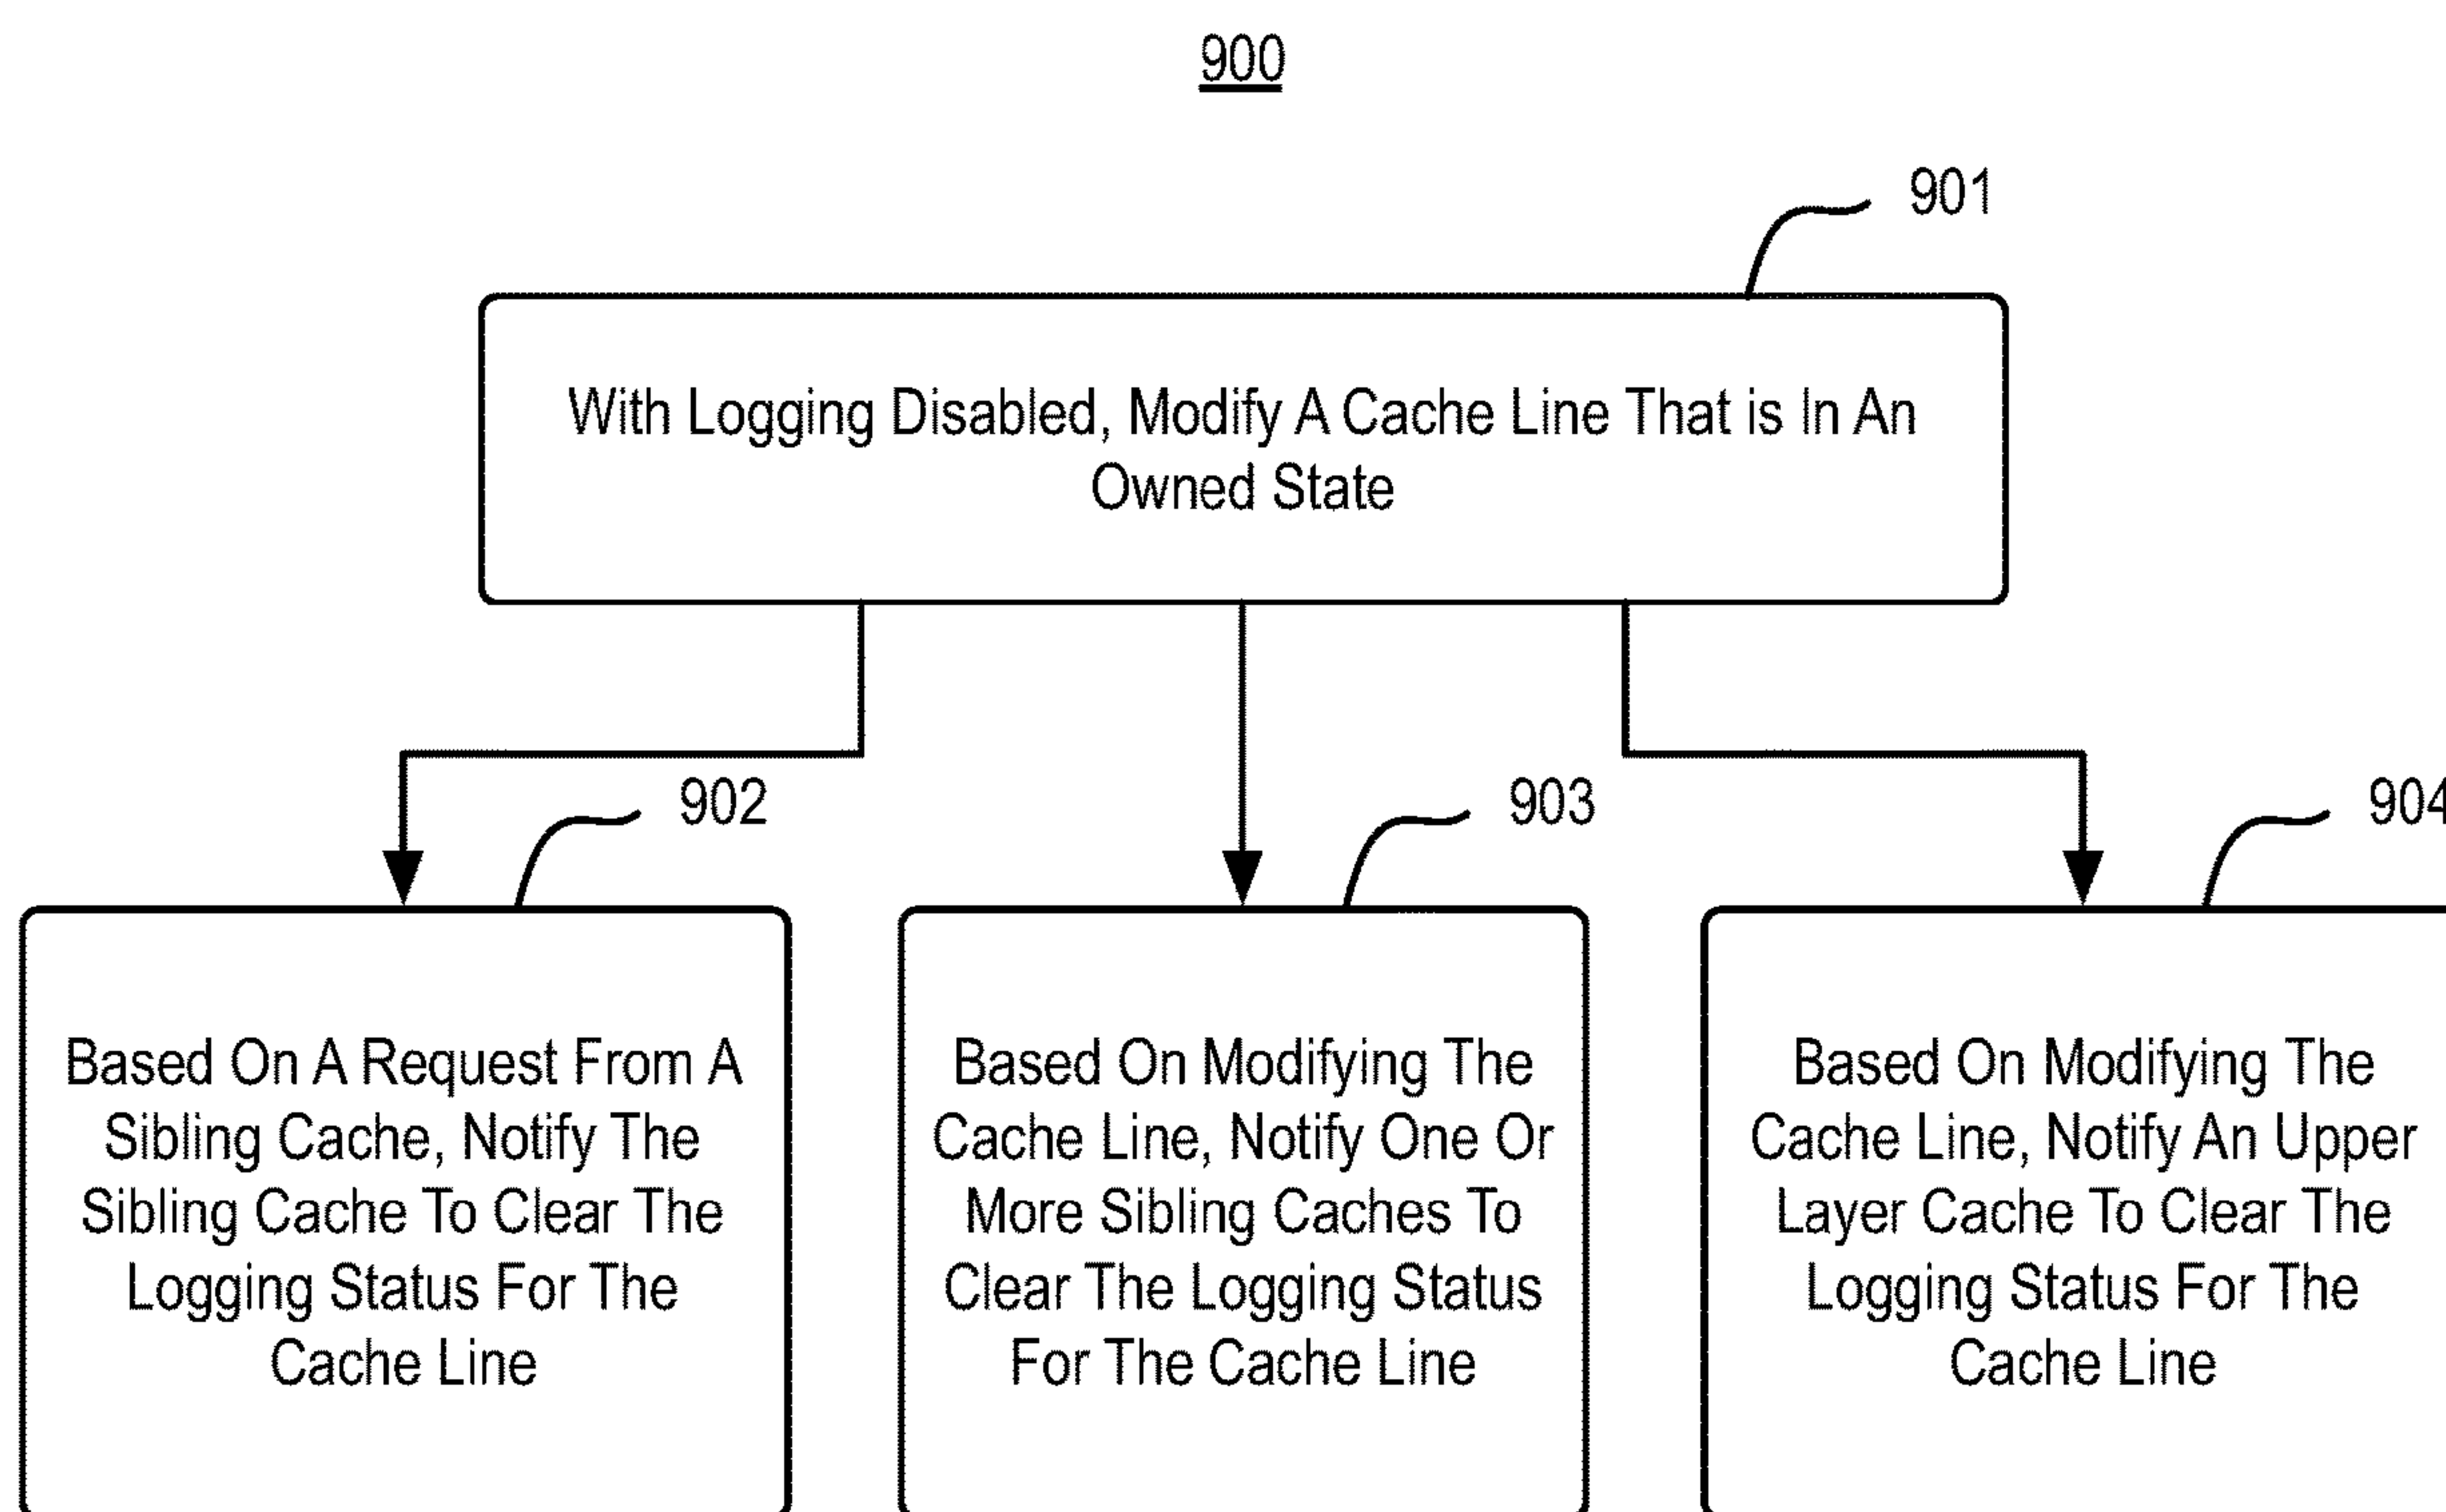 900
901
With Logging Disabled, Modify A Cache Line That is In An
Owned State
902
Based On A Request From A
Sibling Cache, Notify The
Sibling Cache To Clear The
Logging Status For The
Cache Line
903
Based On Modifying The
Cache Line, Notify One Or
More Sibling Caches To
Clear The Logging Status
For The Cache Line
904
Based On Modifying The
Cache Line, Notify An Upper
Layer Cache To Clear The
Logging Status For The
Cache Line